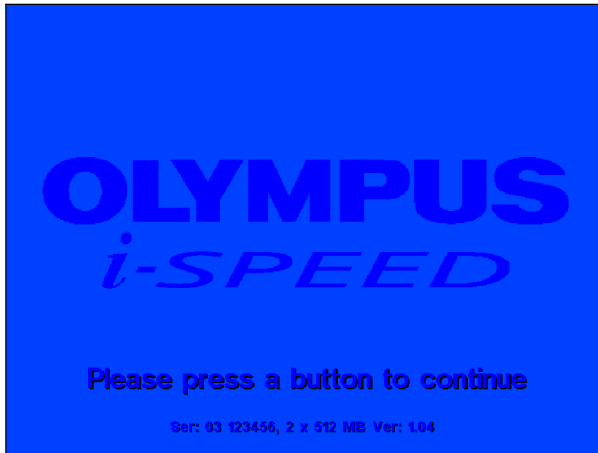 OLYMPUS
i-SPEED
Please press a button to continue
Ser: 03 123456, 2 x 512 MB Ver: 1.04